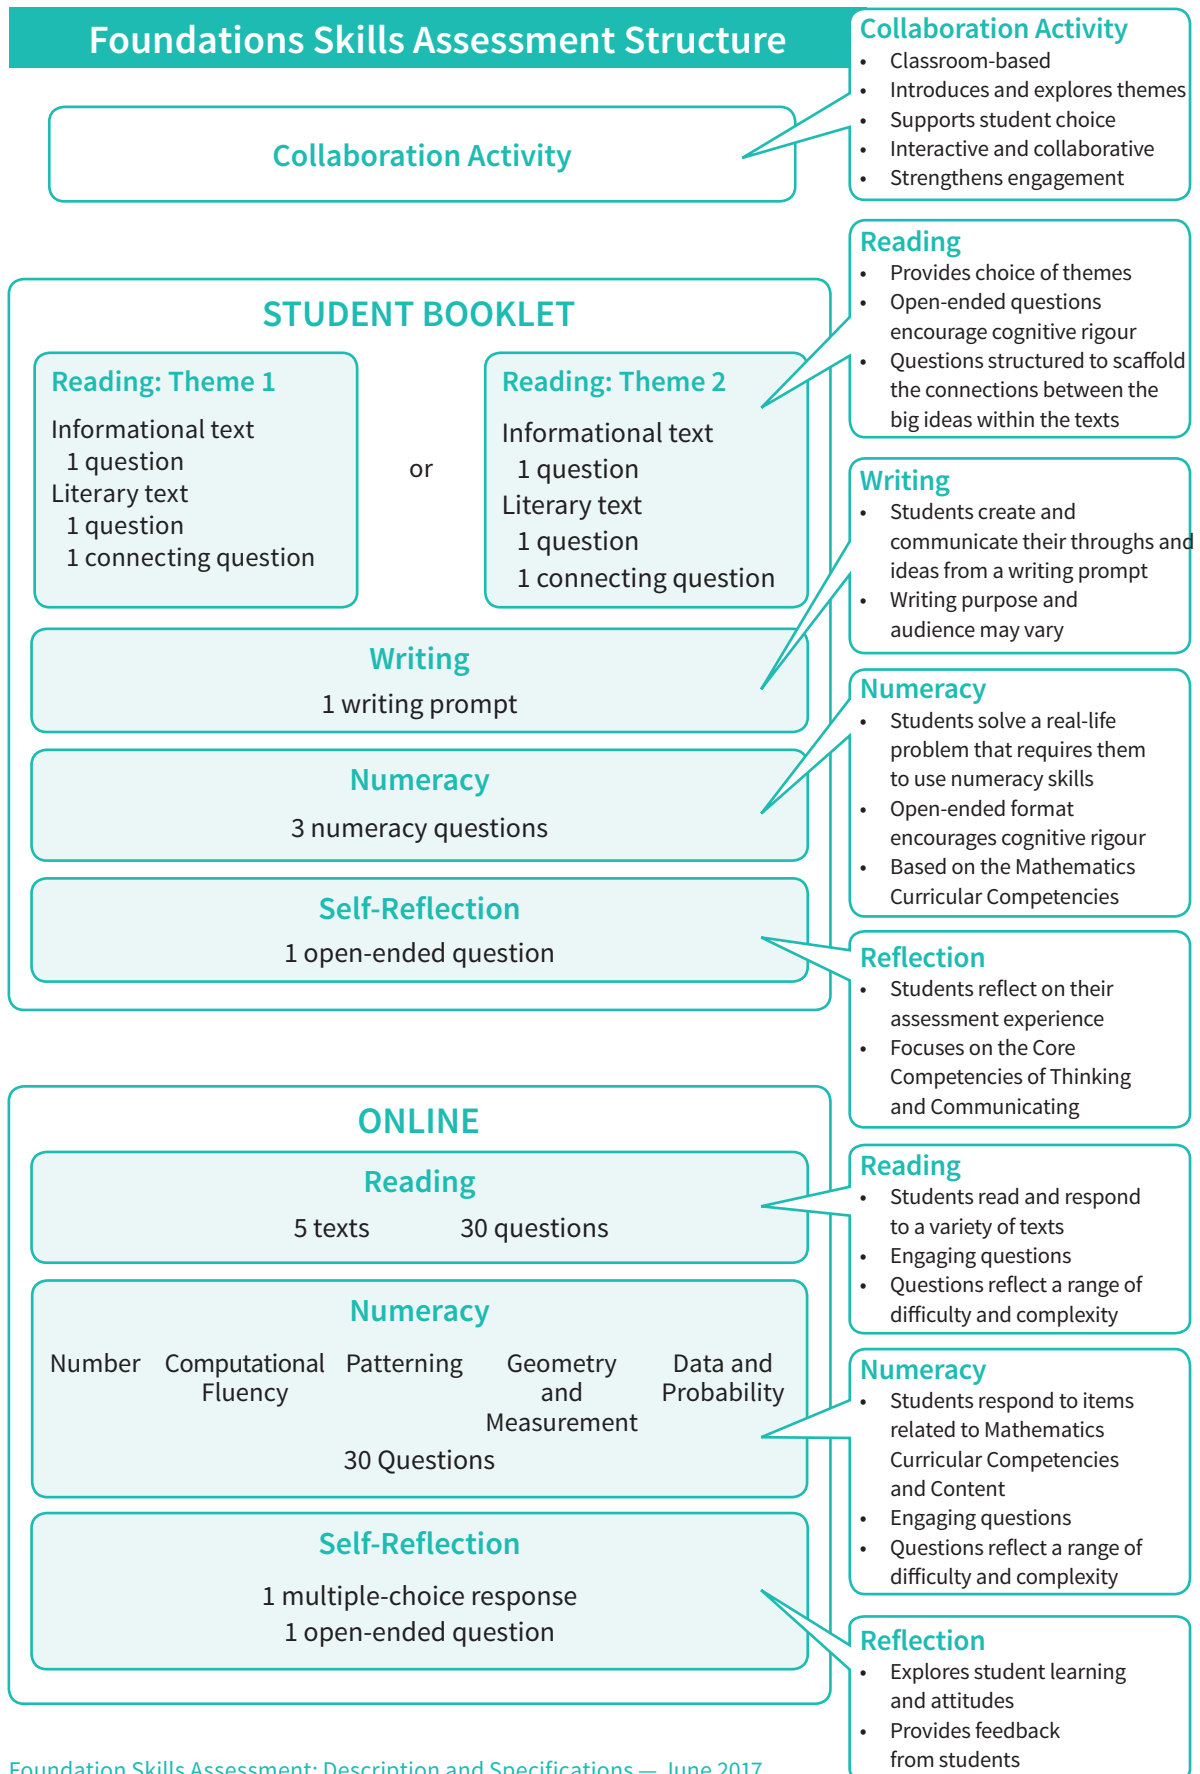 Foundations Skills Assessment Structure
Collaboration Activity
Collaboration Activity
• Classroom-based
• Introduces and explores themes
• Supports student choice
• Interactive and collaborative
• Strengthens engagement
STUDENT BOOKLET
Reading: Theme 1
Informational text
1 question
Literary text
1 question
1 connecting question
or
Reading: Theme 2
Informational text
1 question
Literary text
1 question
1 connecting question
Reading
• Provides choice of themes
• Open-ended questions
encourage cognitive rigour
• Questions structured to scaffold
the connections between the
big ideas within the texts
Writing
1 writing prompt
Writing
• Students create and
communicate their throughs and
ideas from a writing prompt
• Writing purpose and
audience may vary
Numeracy
3 numeracy questions
Numeracy
• Students solve a real-life
problem that requires them
to use numeracy skills
• Open-ended format
encourages cognitive rigour
• Based on the Mathematics
Curricular Competencies
Self-Reflection
1 open-ended question
Reflection
• Students reflect on their
assessment experience
• Focuses on the Core
Competencies of Thinking
and Communicating
ONLINE
Reading
5 texts 30 questions
Reading
• Students read and respond
to a variety of texts
• Engaging questions
• Questions reflect a range of
difficulty and complexity
Numeracy
Number
Computational
Fluency
Patterning
Geometry
and
Measurement
Data and
Probability
30 Questions
Numeracy
• Students respond to items
related to Mathematics
Curricular Competencies
and Content
• Engaging questions
• Questions reflect a range of
difficulty and complexity
Self-Reflection
1 multiple-choice response
1 open-ended question
Reflection
• Explores student learning
and attitudes
• Provides feedback
from students
Foundation Skills Assessment: Description and Specifications — June 2017